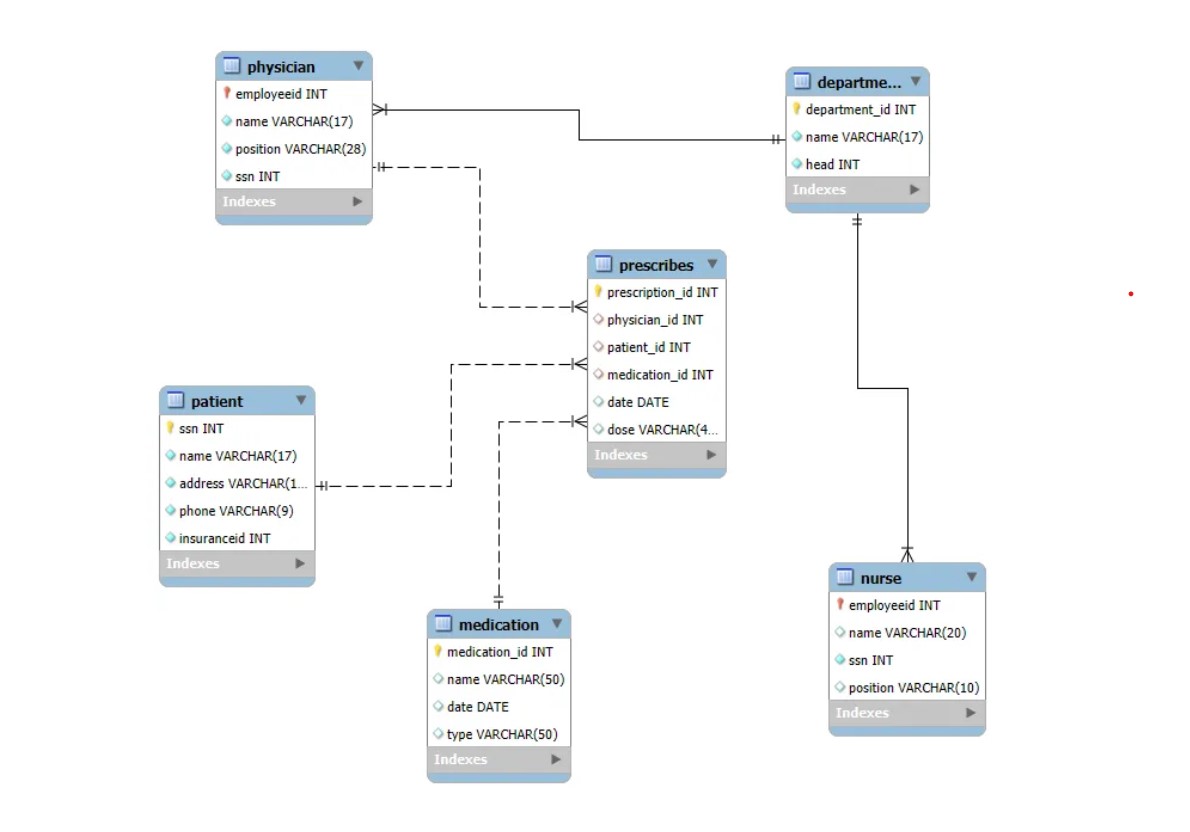 physician
employeeid INT
name VARCHAR(17)
position VARCHAR(28)
ssn INT
Indexes
departme...
department_id INT
name VARCHAR(17)
head INT
Indexes
prescribes
prescription_id INT
physician_id INT
patient_id INT
medication_id INT
date DATE
dose VARCHAR(4...
Indexes
patient
ssn INT
name VARCHAR(17)
address VARCHAR(1...
phone VARCHAR(9)
insuranceid INT
Indexes
medication
medication_id INT
name VARCHAR(50)
date DATE
type VARCHAR(50)
Indexes
nurse
employeeid INT
name VARCHAR(20)
ssn INT
position VARCHAR(10)
Indexes